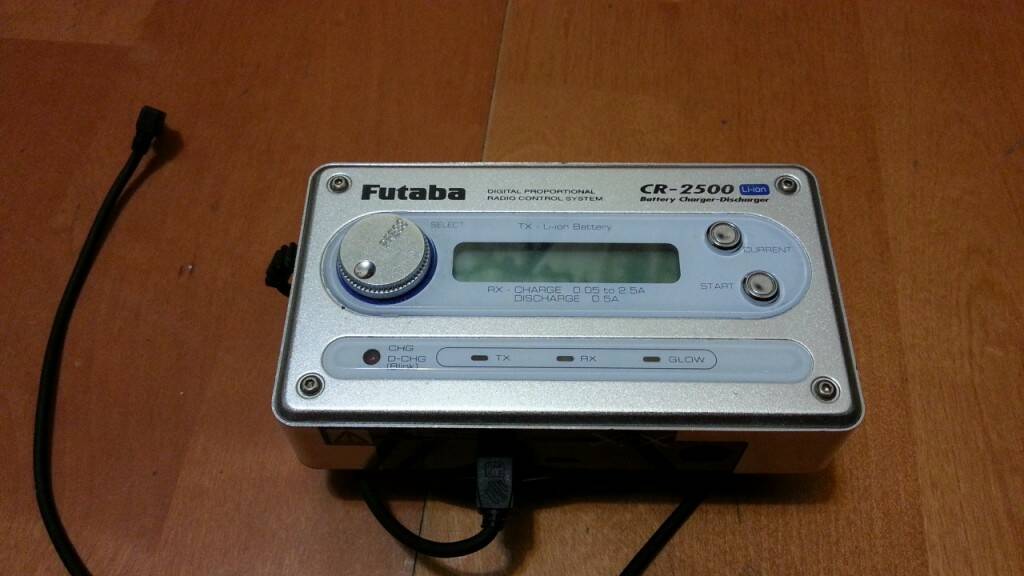 Futaba
DIGITAL PROPORTIONAL
RADIO CONTROL SYSTEM
CR-2500 Li-ion
Battery Charger-Discharger
SELECT
TX - Li-ion Battery
CURRENT
START
RX - CHARGE 0.05 to 2.5A
DISCHARGE 0.5A
CHG
D-CHG
(Blink)
TX
RX
GLOW